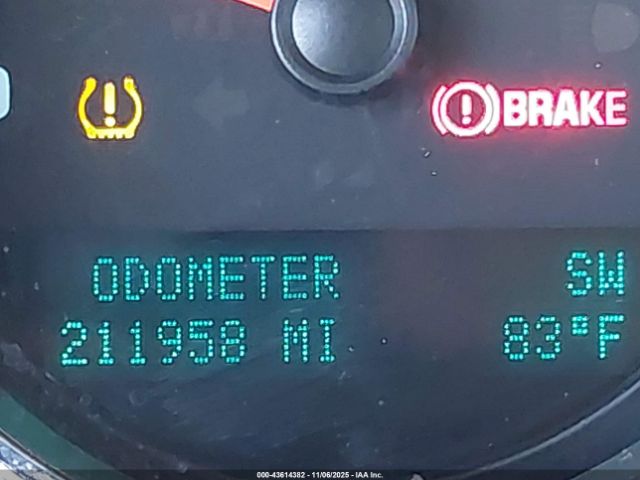 BRAKE
ODOMETER SW
211958 MI 83°F
000-43614382 - 11/06/2025 - IAA Inc.